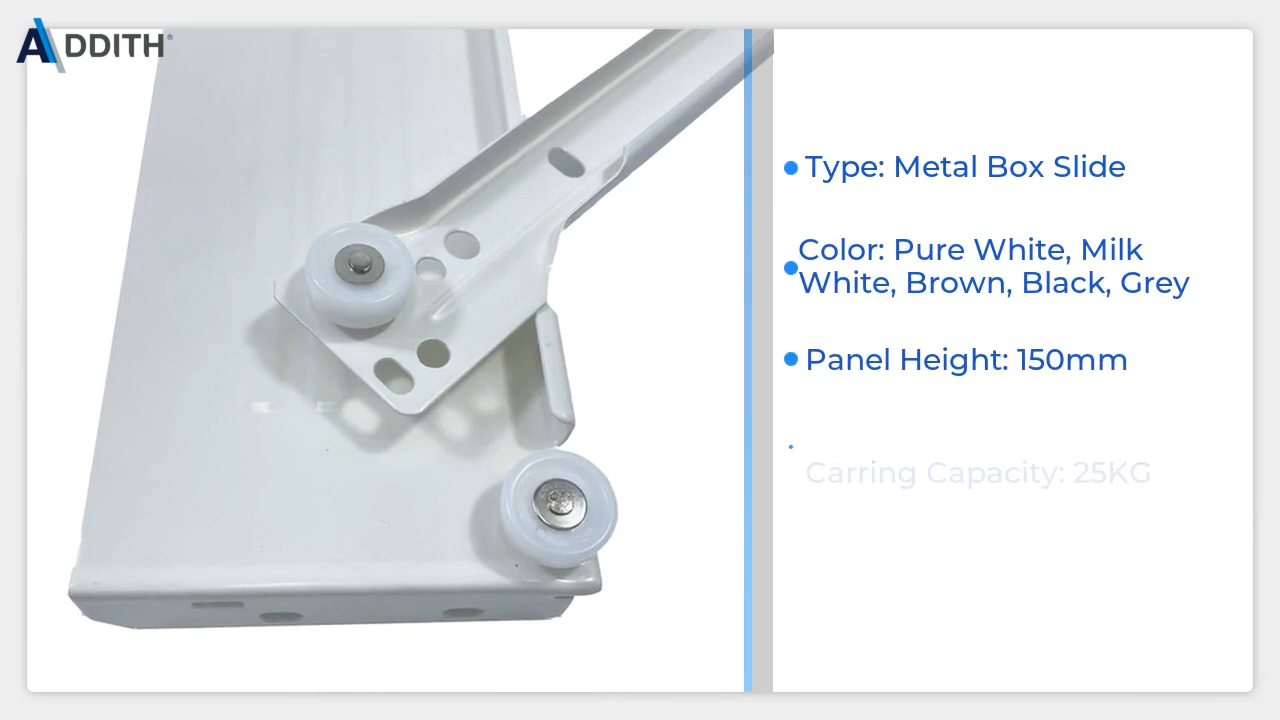 ADDITH®
Type: Metal Box Slide
Color: Pure White, Milk
White, Brown, Black, Grey
Panel Height: 150mm
Carring Capacity: 25KG